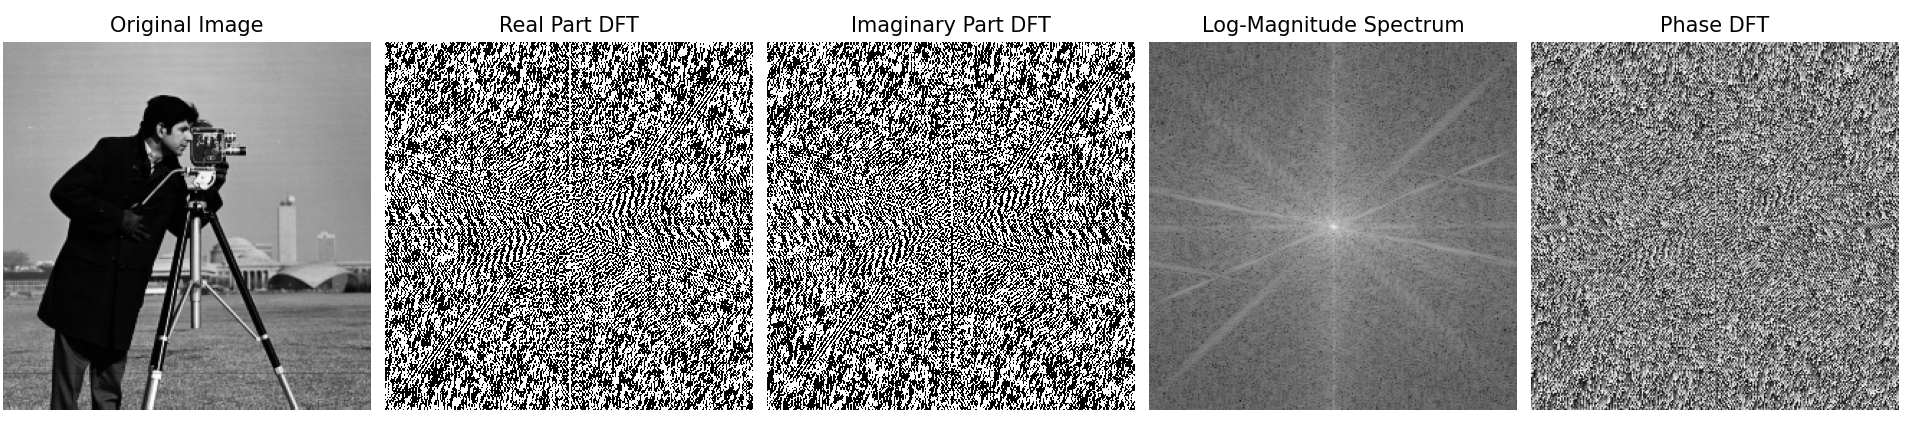 Original Image
Real Part DFT
Imaginary Part DFT
Log-Magnitude Spectrum
Phase DFT